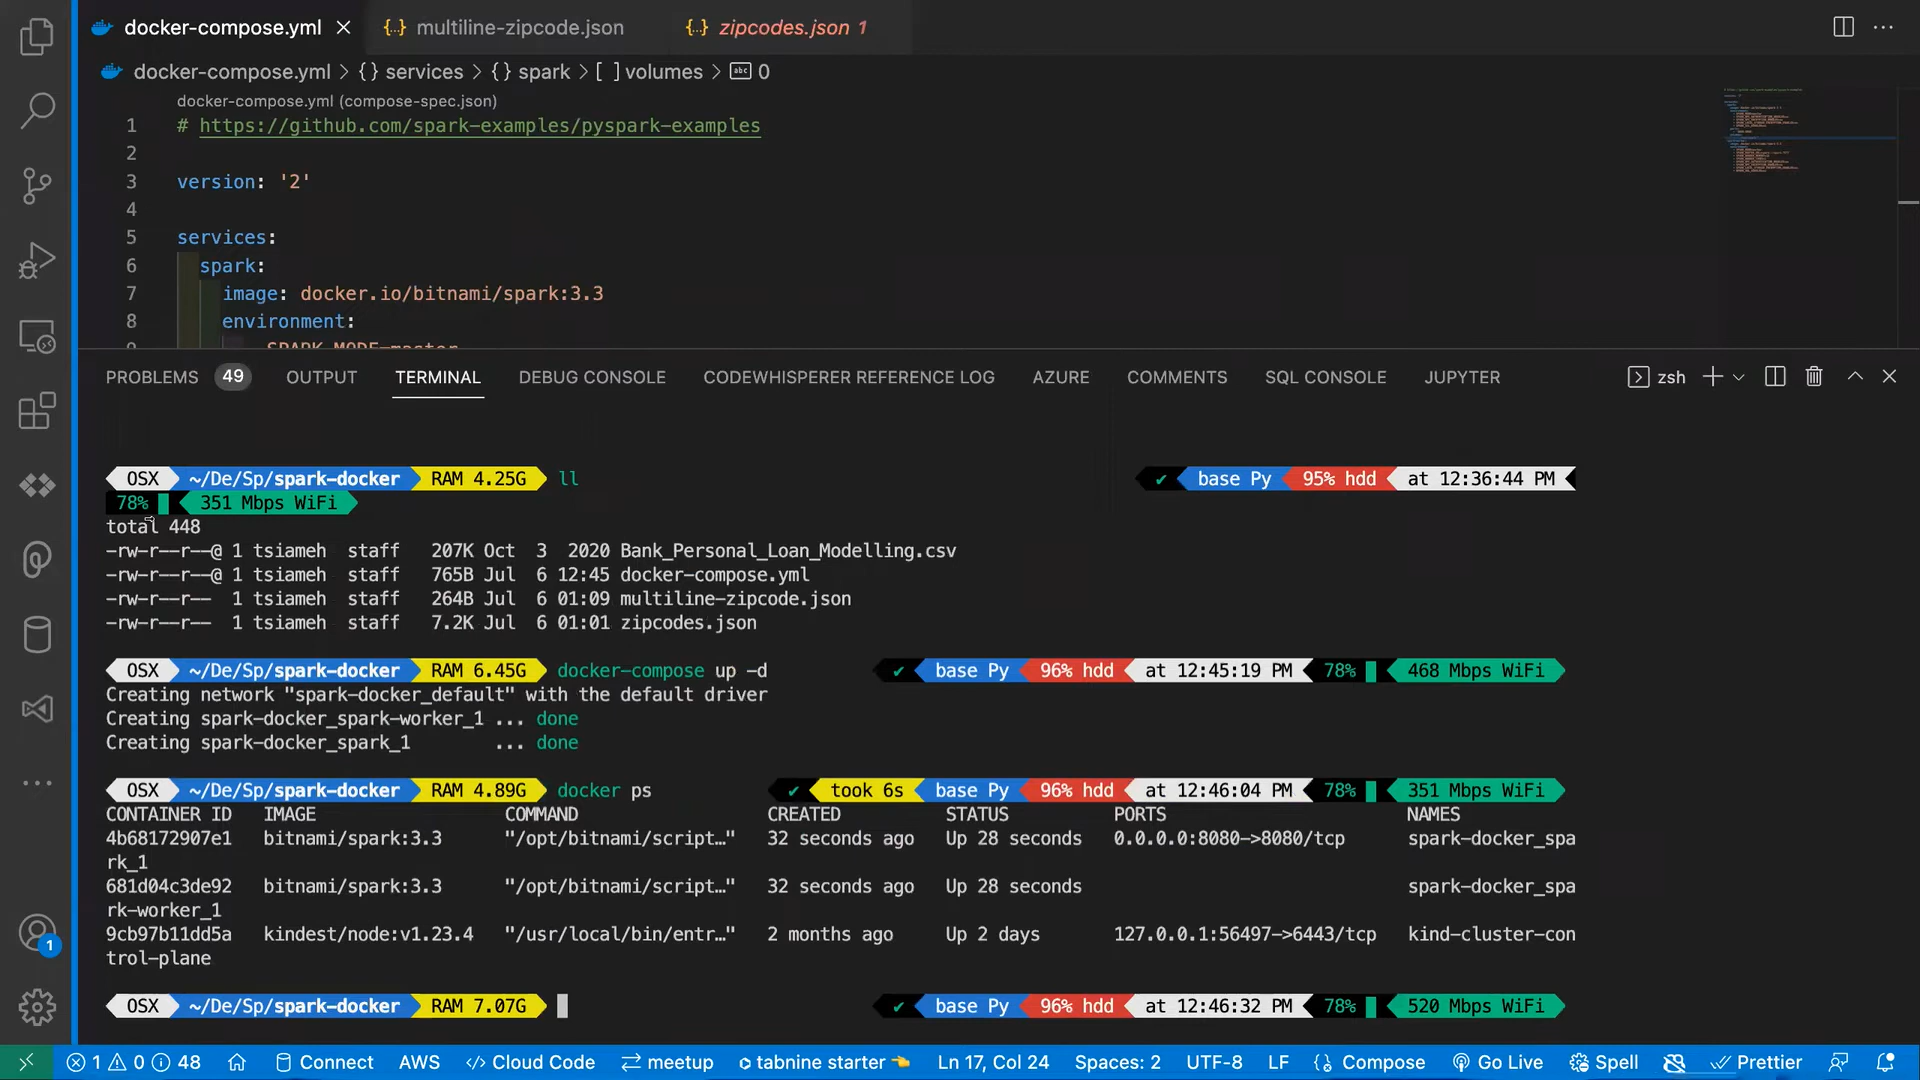 docker-compose.yml
multiline-zipcode.json
zipcodes.json 1
docker-compose.yml > {} services > {} spark > [ ] volumes > abc 0
docker-compose.yml (compose-spec.json)
1 # https://github.com/spark-examples/pyspark-examples
2
3 version: '2'
4
5 services:
6 spark:
7 image: docker.io/bitnami/spark:3.3
8 environment:
9 - SPARK_MODE=master
PROBLEMS 49 OUTPUT TERMINAL DEBUG CONSOLE CODEWHISPERER REFERENCE LOG AZURE COMMENTS SQL CONSOLE JUPYTER zsh
OSX ~/De/Sp/spark-docker RAM 4.25G ll ✔ base Py 95% hdd at 12:36:44 PM
78% 351 Mbps WiFi
total 448
-rw-r--r--@ 1 tsiameh staff 207K Oct 3 2020 Bank_Personal_Loan_Modelling.csv
-rw-r--r--@ 1 tsiameh staff 765B Jul 6 12:45 docker-compose.yml
-rw-r--r-- 1 tsiameh staff 264B Jul 6 01:09 multiline-zipcode.json
-rw-r--r-- 1 tsiameh staff 7.2K Jul 6 01:01 zipcodes.json
OSX ~/De/Sp/spark-docker RAM 6.45G docker-compose up -d ✔ base Py 96% hdd at 12:45:19 PM 78% 468 Mbps WiFi
Creating network "spark-docker_default" with the default driver
Creating spark-docker_spark-worker_1 ... done
Creating spark-docker_spark_1 ... done
OSX ~/De/Sp/spark-docker RAM 4.89G docker ps ✔ took 6s base Py 96% hdd at 12:46:04 PM 78% 351 Mbps WiFi
CONTAINER ID IMAGE COMMAND CREATED STATUS PORTS NAMES
4b68172907e1 bitnami/spark:3.3 "/opt/bitnami/script…" 32 seconds ago Up 28 seconds 0.0.0.0:8080->8080/tcp spark-docker_spa
rk_1
681d04c3de92 bitnami/spark:3.3 "/opt/bitnami/script…" 32 seconds ago Up 28 seconds spark-docker_spa
rk-worker_1
9cb97b11dd5a kindest/node:v1.23.4 "/usr/local/bin/entr…" 2 months ago Up 2 days 127.0.0.1:56497->6443/tcp kind-cluster-con
trol-plane
OSX ~/De/Sp/spark-docker RAM 7.07G ✔ base Py 96% hdd at 12:46:32 PM 78% 520 Mbps WiFi
1
1 0 48 Connect AWS Cloud Code meetup tabnine starter 👈 Ln 17, Col 24 Spaces: 2 UTF-8 LF {} Compose Go Live Spell Prettier